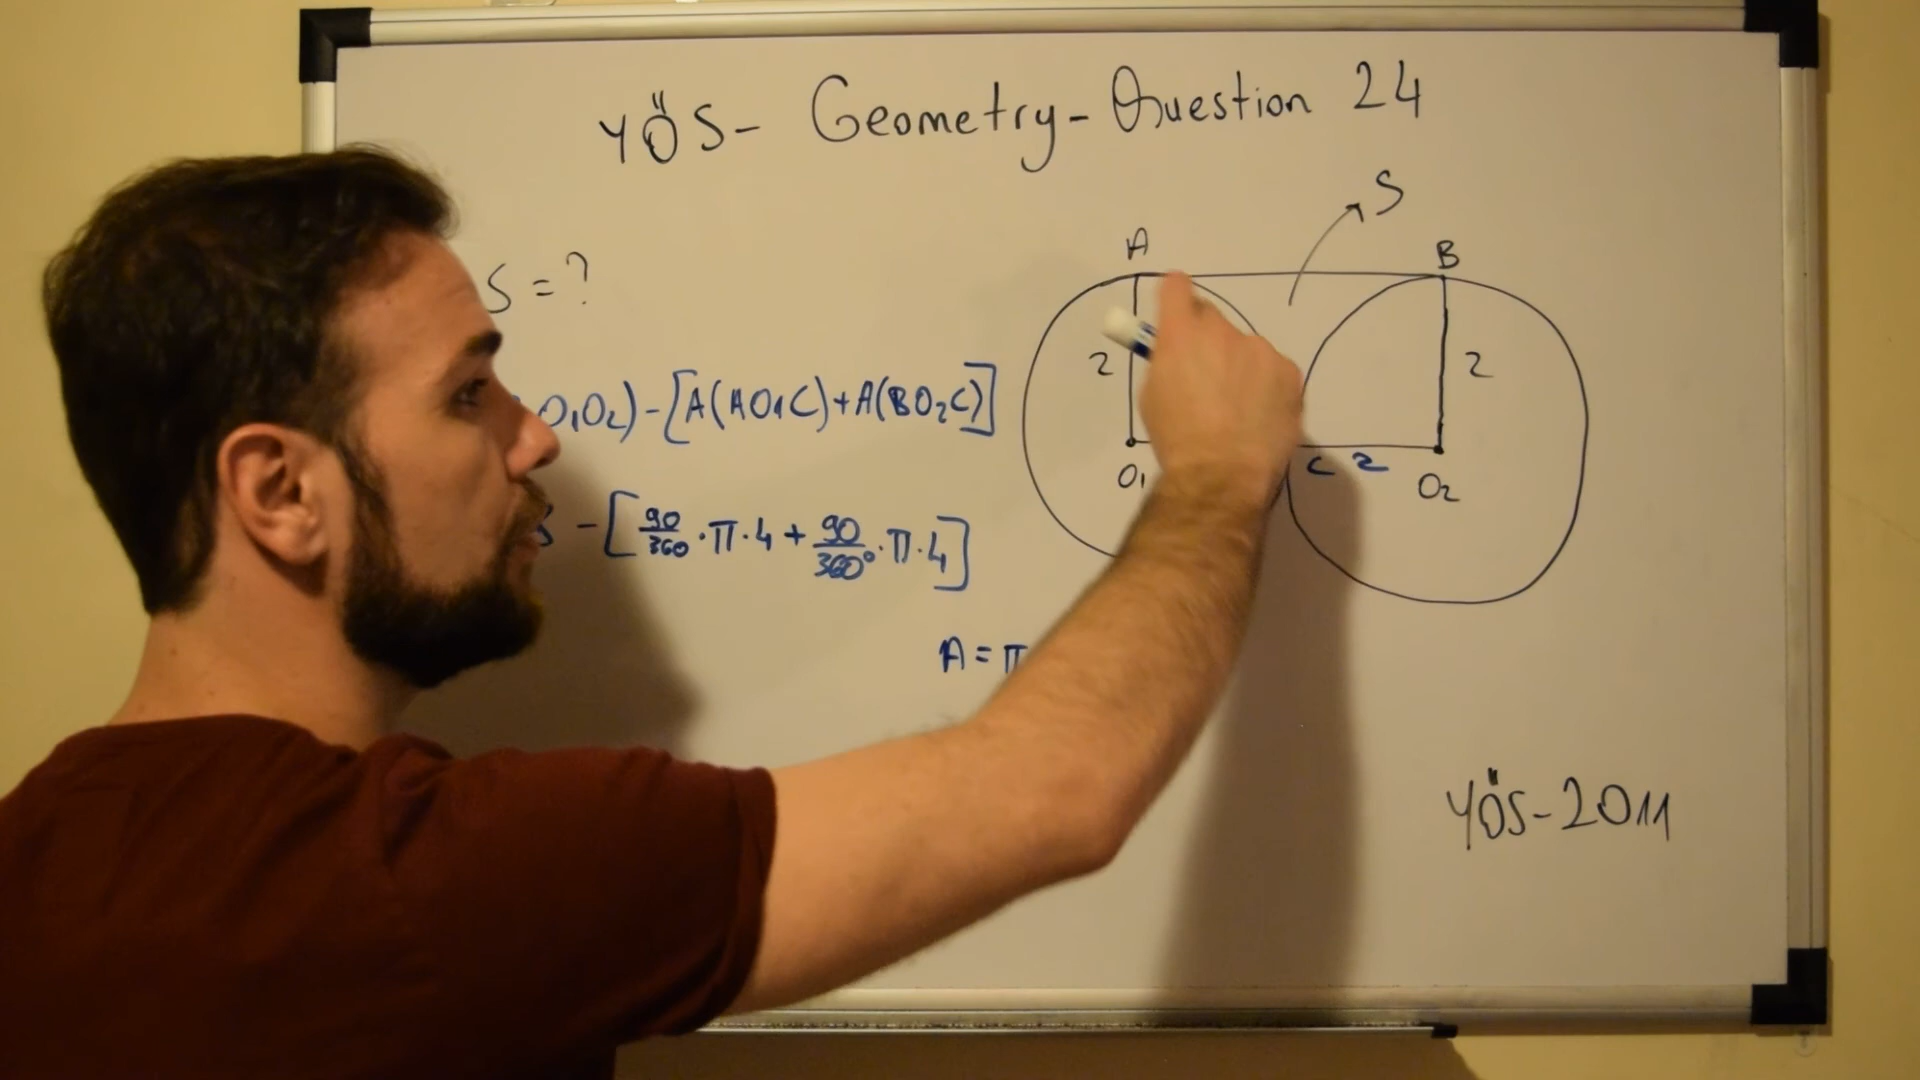 YÖS- Geometry-Question 24
S
A B
S = ?
2 2
O1O2) - [A(AO1C) + A(BO2C)]
C 2
O1 O2
- [90/360 · π · 4 + 90/360° · π · 4]
A = π
YÖS-2011